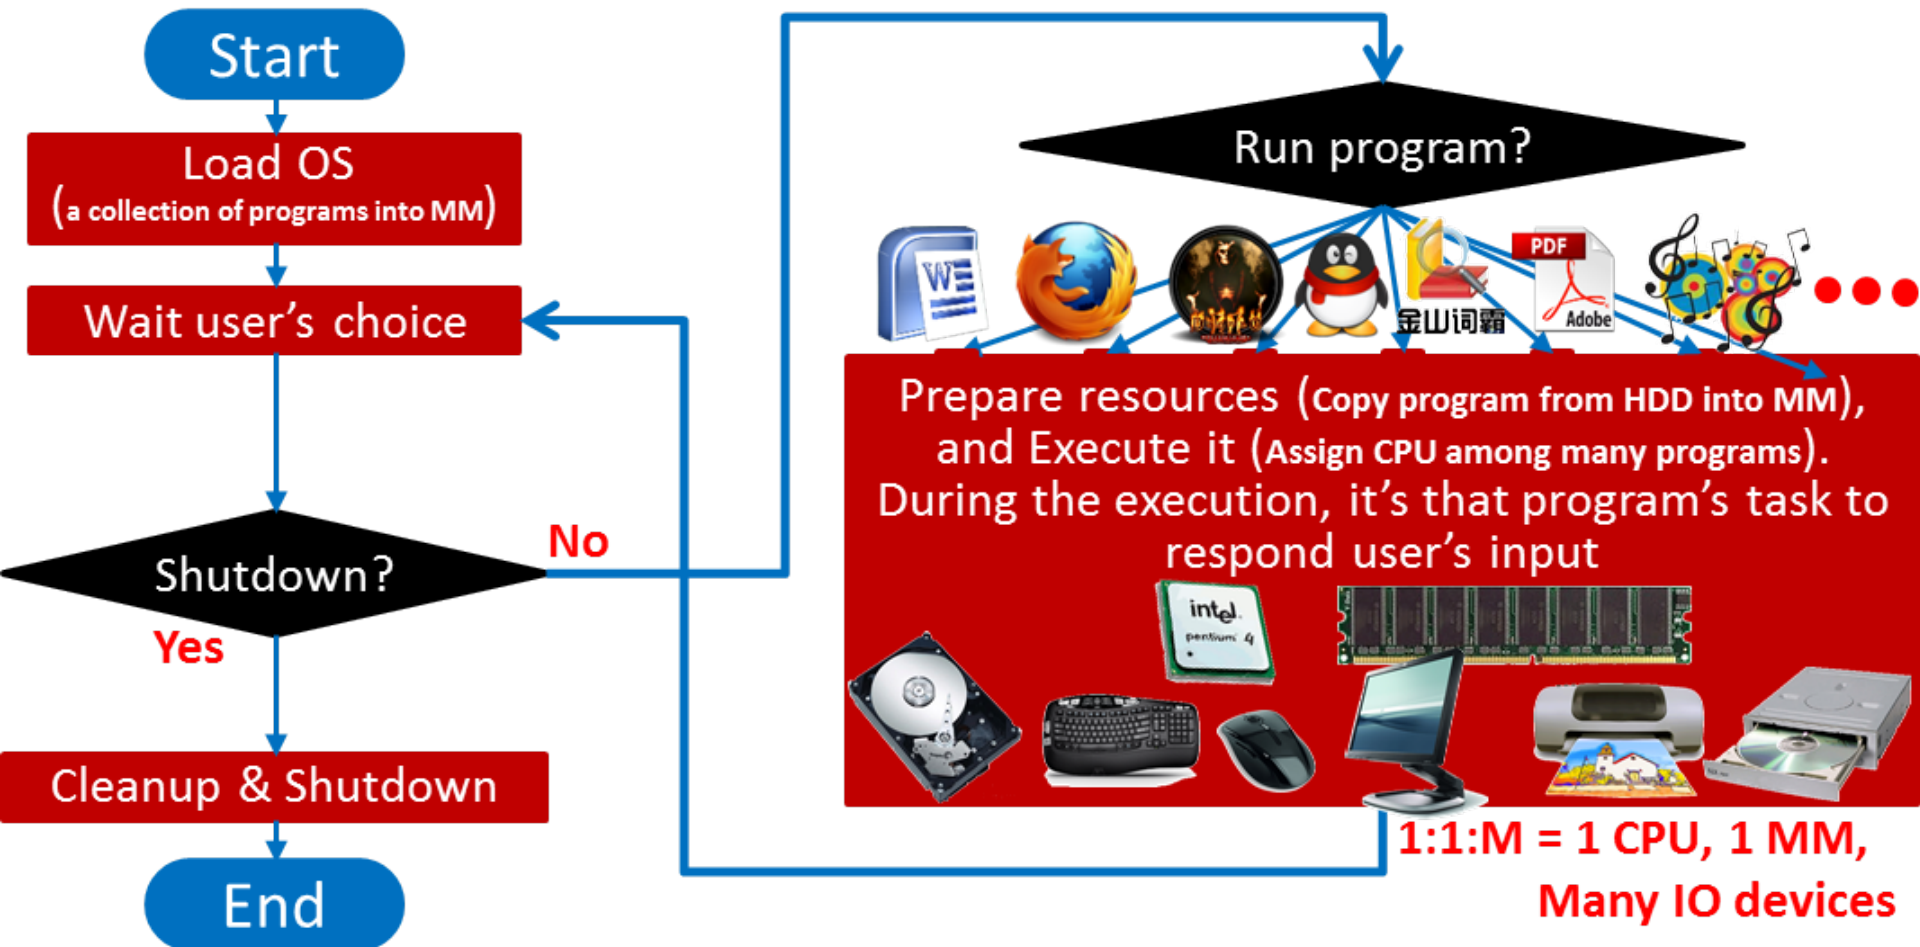 Start
Load OS
(a collection of programs into MM)
Wait user's choice
Shutdown?
No
Yes
Cleanup & Shutdown
End
Run program?
W
金山词霸
PDF
Adobe
Prepare resources (Copy program from HDD into MM),
and Execute it (Assign CPU among many programs).
During the execution, it's that program's task to
respond user's input
intel
pentium 4
1:1:M = 1 CPU, 1 MM,
Many IO devices